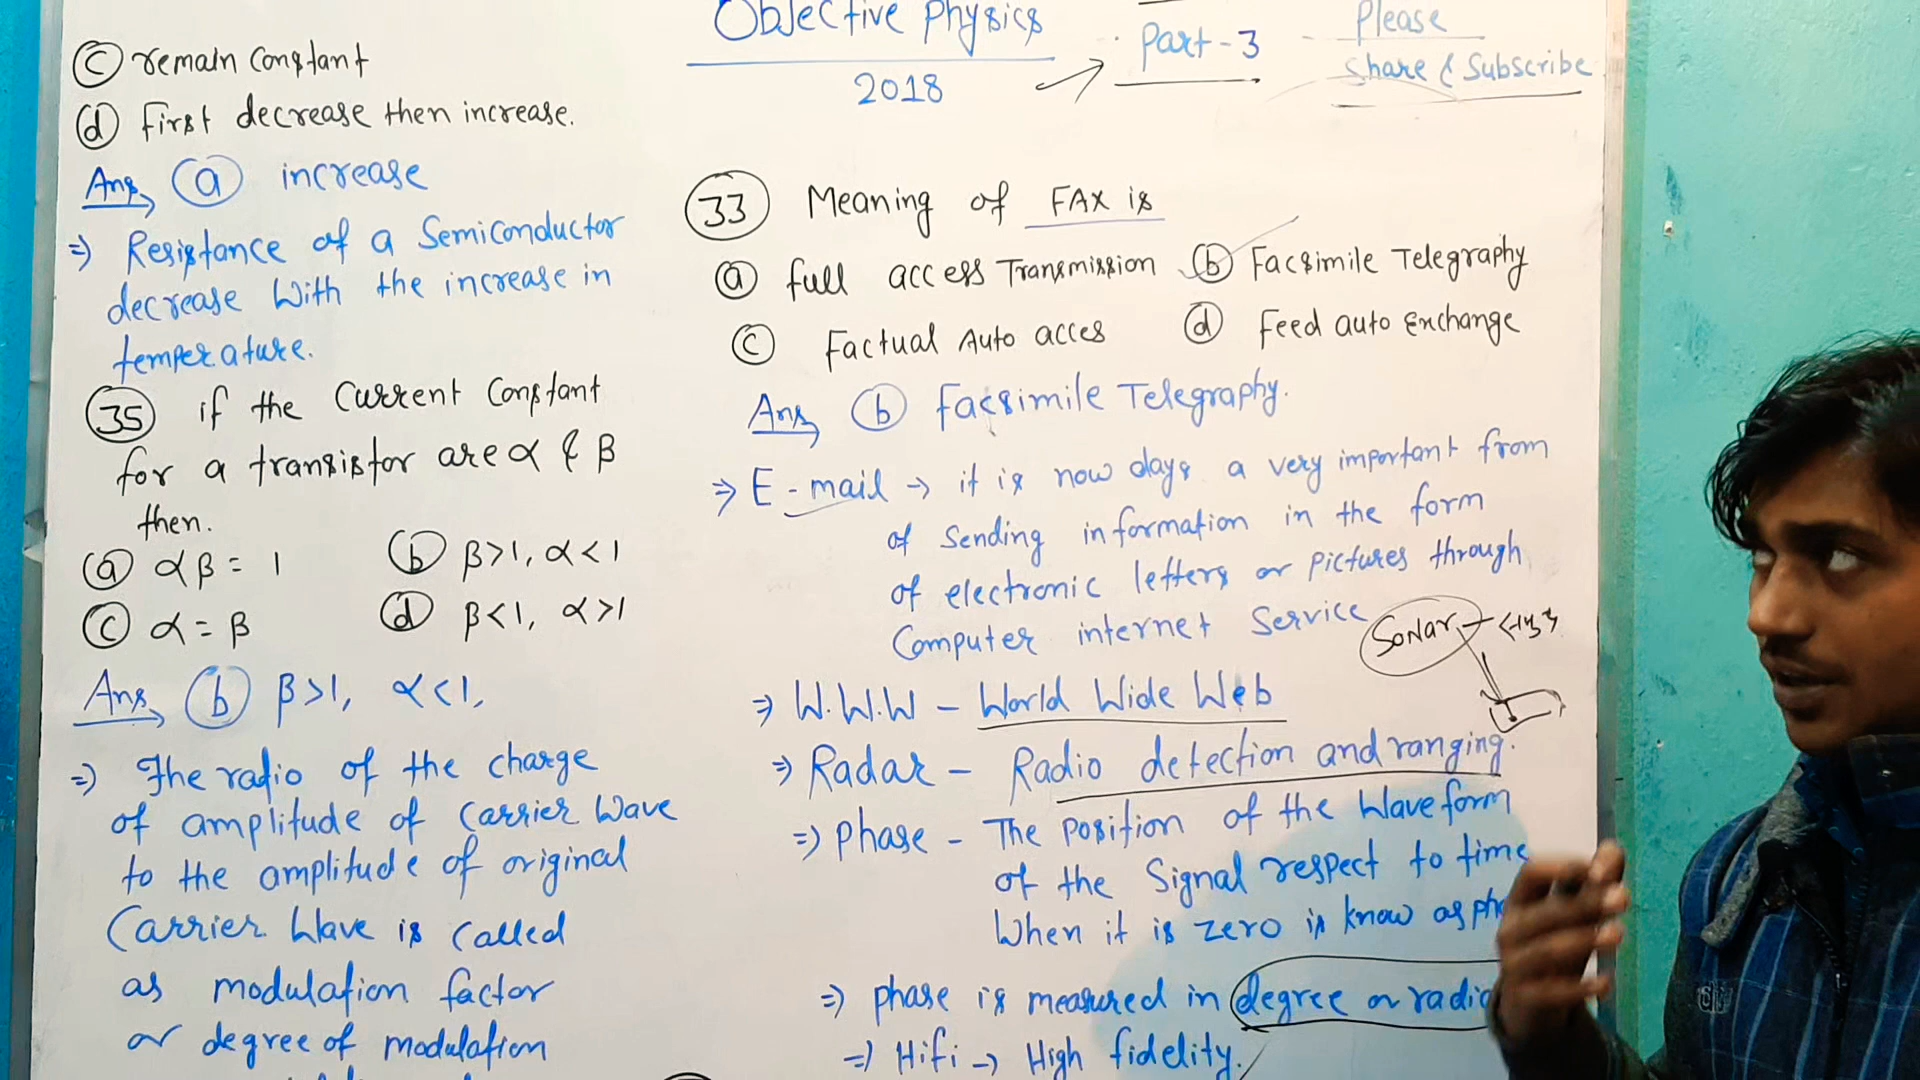 Objective Physics
2018
Part-3
Please
Share & Subscribe
(c) remain Constant
(d) First decrease then increase.
Ans (a) increase
⇒ Resistance of a Semiconductor
decrease With the increase in
temperature.
(35) if the Current Constant
for a transistor are α & β
then.
(a) αβ = 1 (b) β>1, α<1
(c) α = β (d) β<1, α>1
Ans (b) β>1, α<1,
⇒ The ratio of the charge
of amplitude of Carrier Wave
to the amplitude of original
Carrier Wave is Called
as modulation factor
or degree of modulation
(33) Meaning of FAX is
(a) full access Transmission (b) Facsimile Telegraphy
(c) Factual Auto acces (d) Feed auto Exchange
Ans (b) Facsimile Telegraphy.
⇒ E-mail → it is now days a very important from
of Sending information in the form
of electronic letters or pictures through
Computer internet Service
SONAR
⇒ W.W.W - World Wide Web
⇒ Radar - Radio detection and ranging.
⇒ Phase - The position of the Wave form
of the Signal respect to time
When it is zero is know as
⇒ phase is measured in degree or
⇒ Hifi → High fidelity.